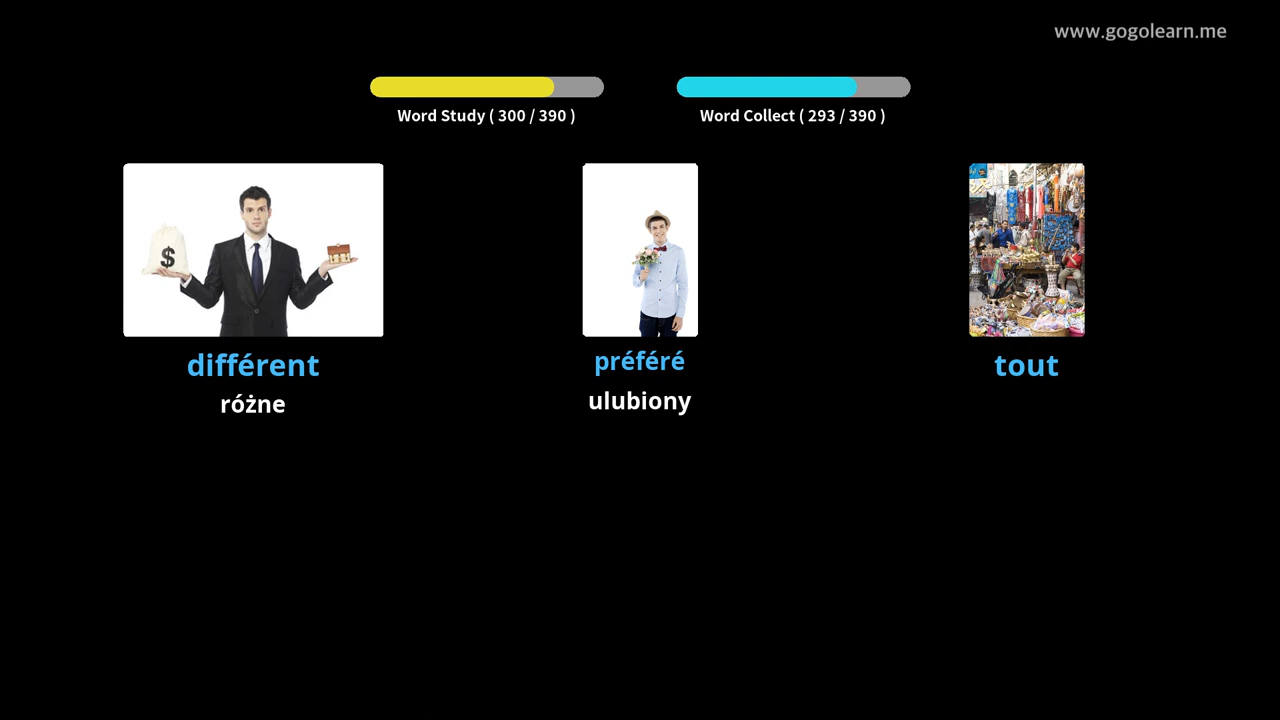 www.gogolearn.me
Word Study ( 300 / 390 )
Word Collect ( 293 / 390 )
$
différent
różne
préféré
ulubiony
tout